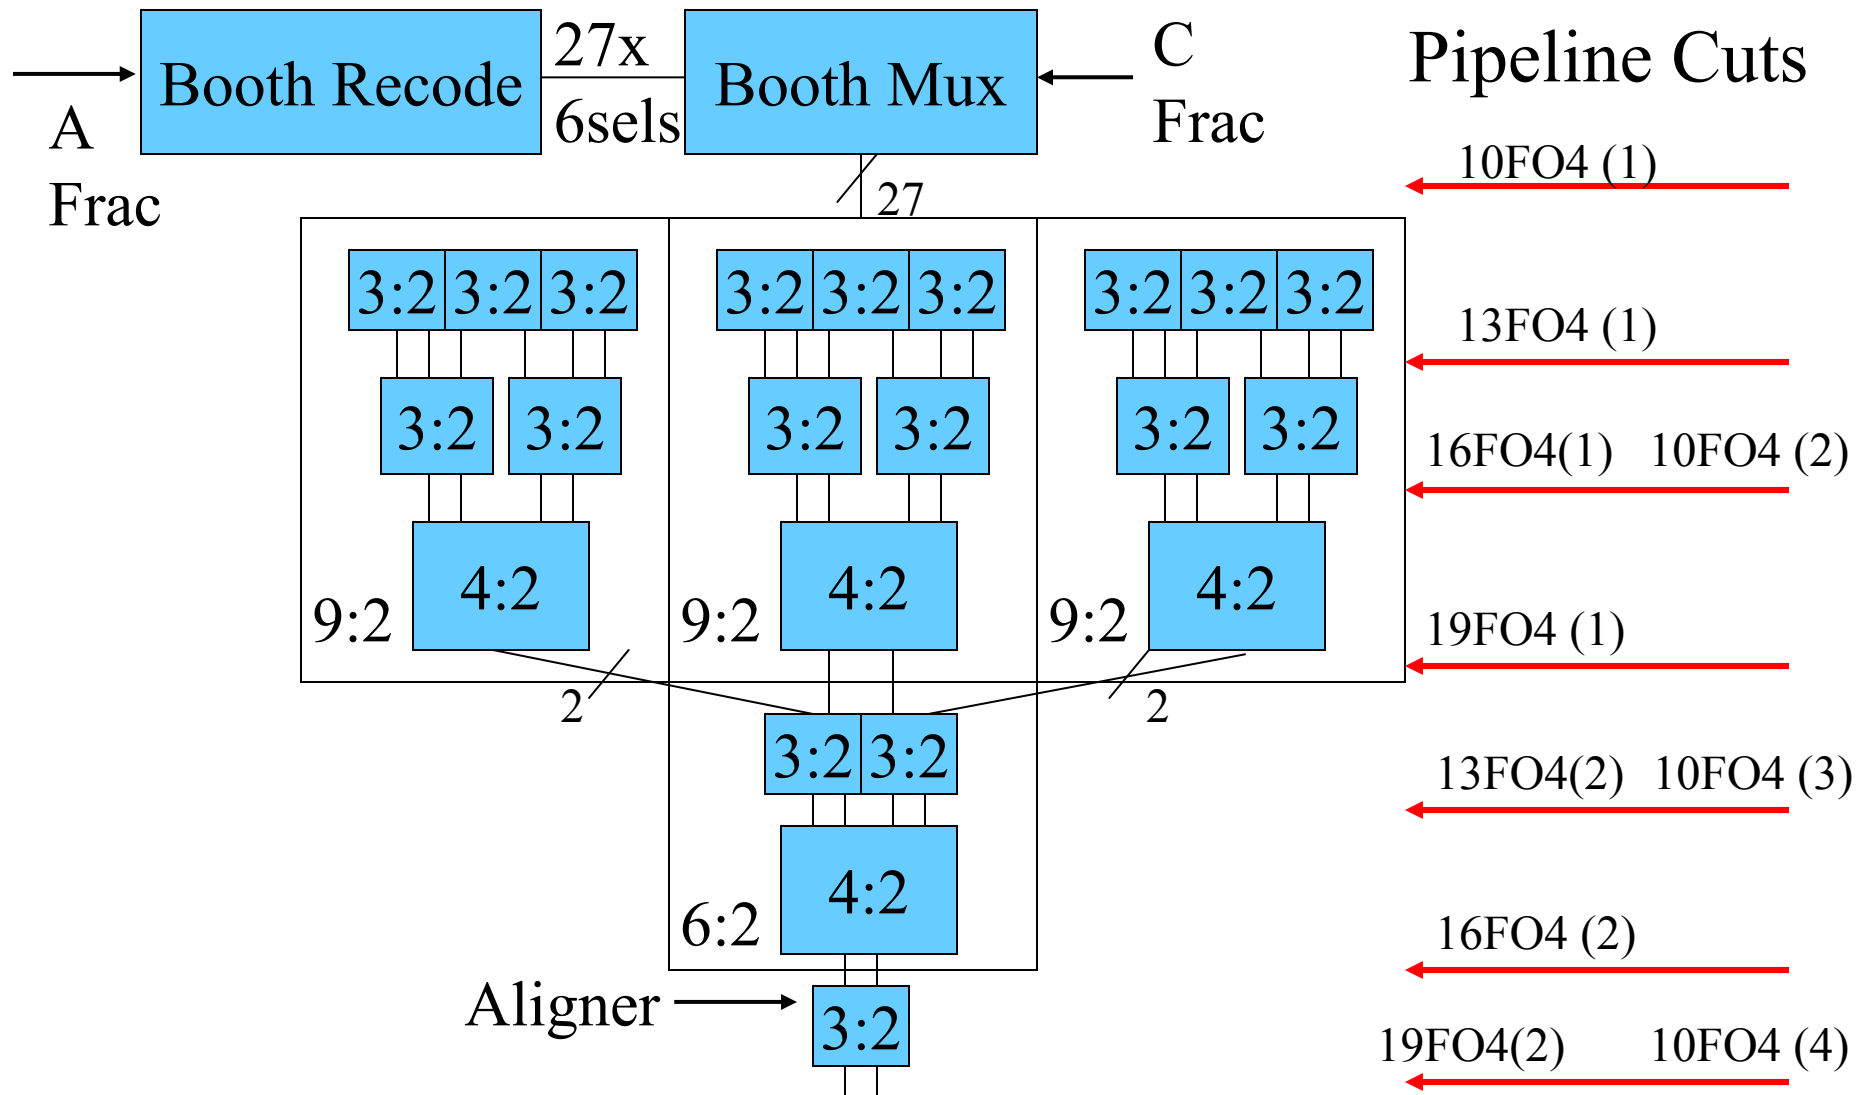 Booth Recode
27x
6sels
Booth Mux
C
Frac
A
Frac
Pipeline Cuts
27
10FO4 (1)
3:2 3:2 3:2 3:2 3:2 3:2 3:2 3:2 3:2
13FO4 (1)
3:2 3:2 3:2 3:2 3:2 3:2
16FO4(1) 10FO4 (2)
4:2 4:2 4:2
9:2 9:2 9:2
19FO4 (1)
2 2
3:2 3:2
13FO4(2) 10FO4 (3)
4:2
6:2
16FO4 (2)
Aligner
3:2
19FO4(2) 10FO4 (4)